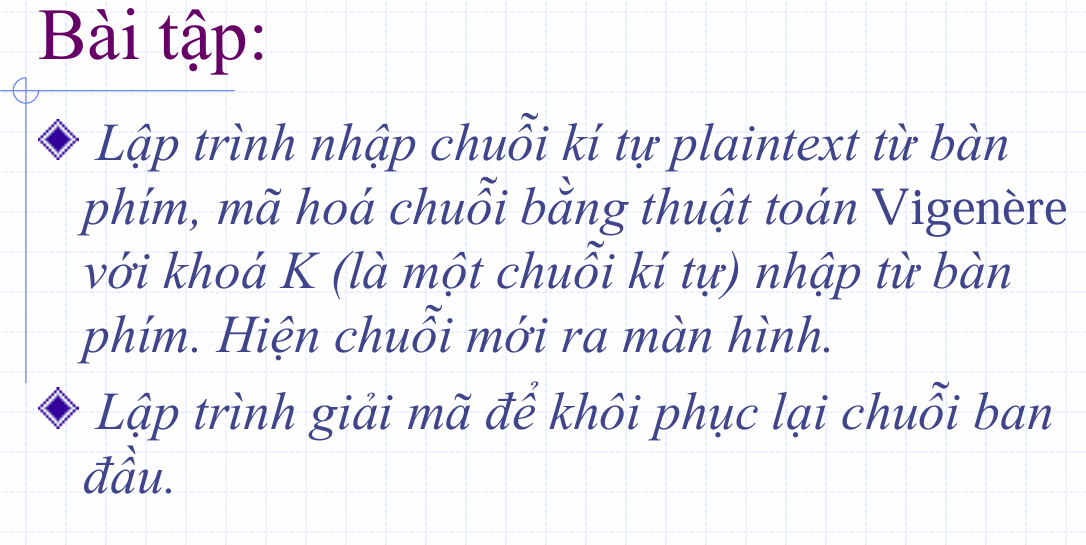 Bài tập:
Lập trình nhập chuỗi kí tự plaintext từ bàn
phím, mã hoá chuỗi bằng thuật toán Vigenère
với khoá K (là một chuỗi kí tự) nhập từ bàn
phím. Hiện chuỗi mới ra màn hình.
Lập trình giải mã để khôi phục lại chuỗi ban
đầu.